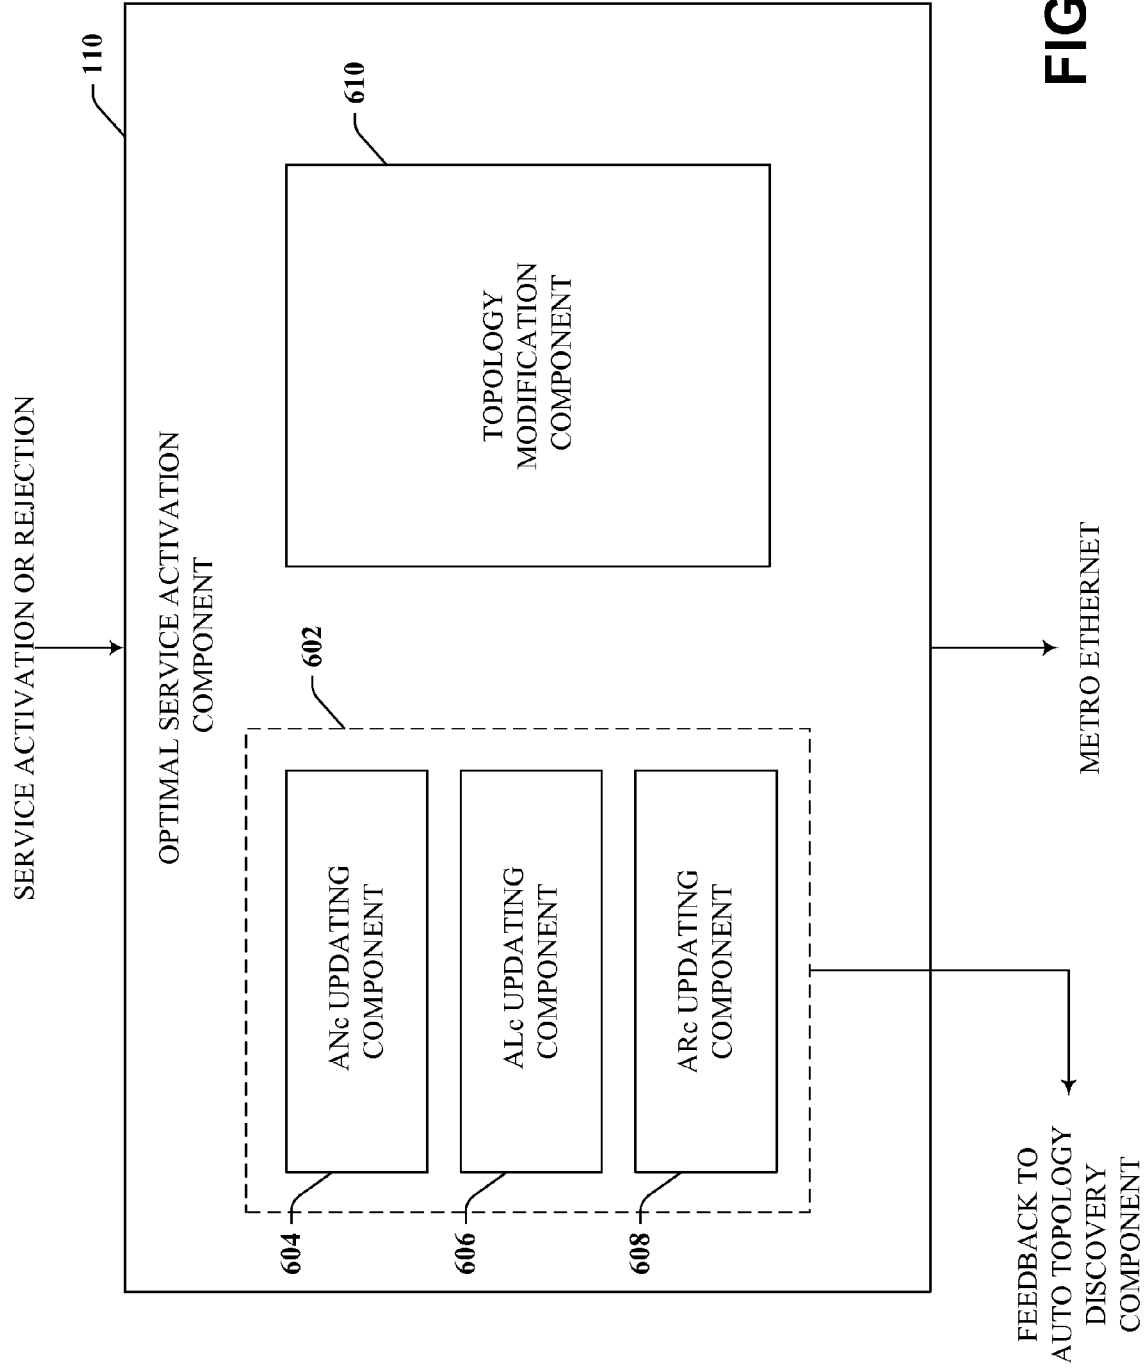 SERVICE ACTIVATION OR REJECTION
110
OPTIMAL SERVICE ACTIVATION
COMPONENT
602
604
ANc UPDATING
COMPONENT
606
ALc UPDATING
COMPONENT
608
ARc UPDATING
COMPONENT
610
TOPOLOGY
MODIFICATION
COMPONENT
FEEDBACK TO
AUTO TOPOLOGY
DISCOVERY
COMPONENT
METRO ETHERNET
FIG